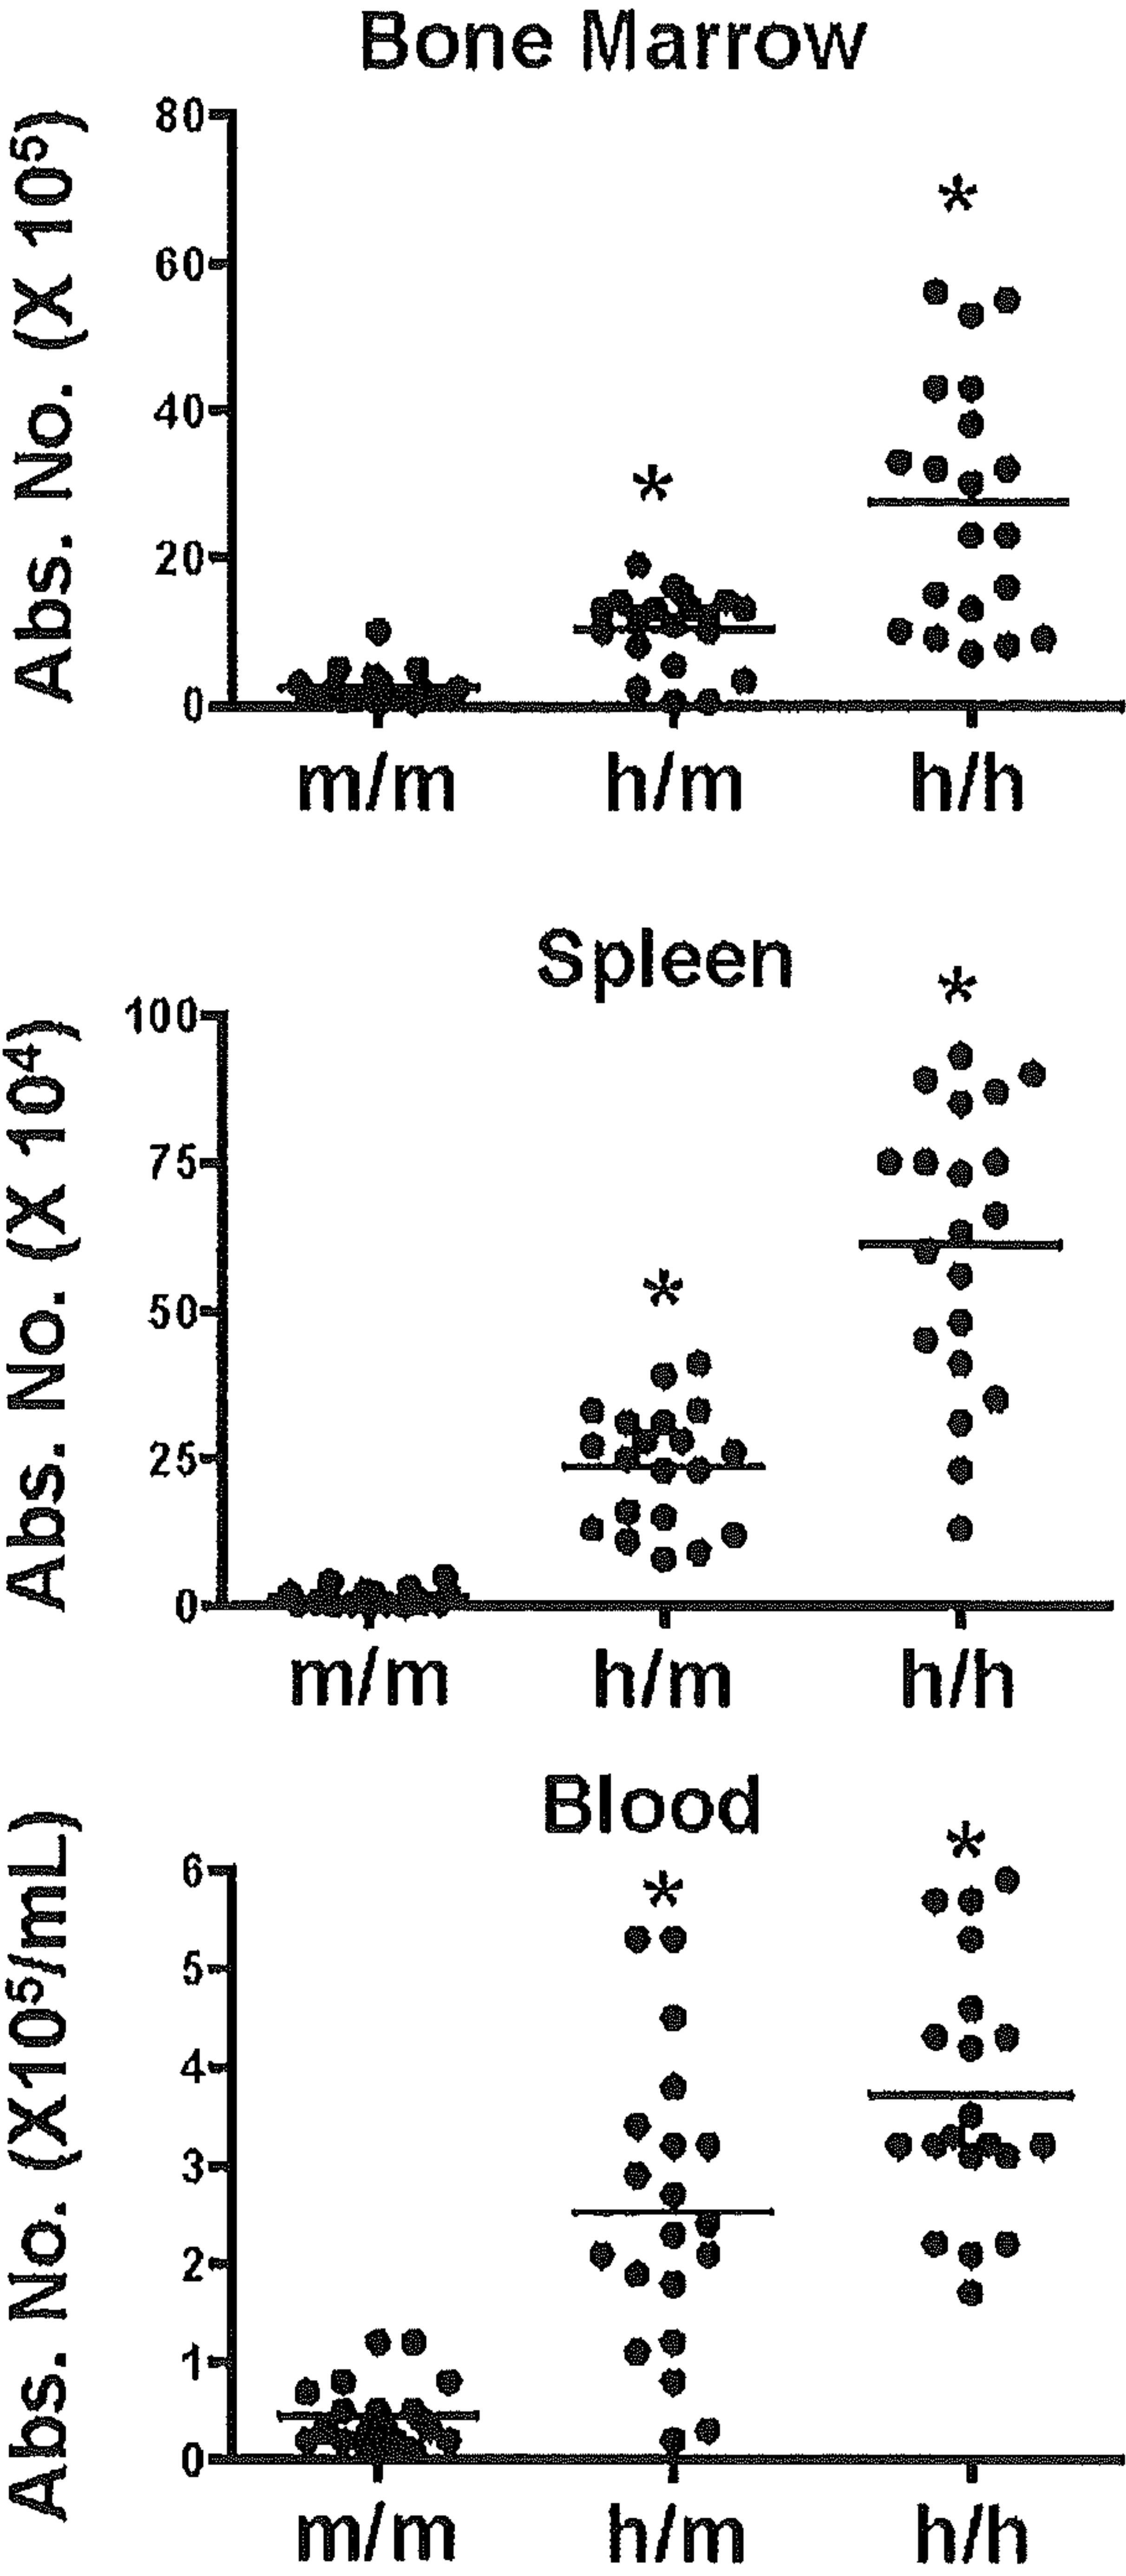 Bone Marrow
Abs. No. (X 10⁵)
80
60
40
20
0
*
*
m/m h/m h/h
Spleen
Abs. No. (X 10⁴)
100
75
50
25
0
*
*
m/m h/m h/h
Blood
Abs. No. (X10⁵/mL)
6
5
4
3
2
1
0
*
*
m/m h/m h/h